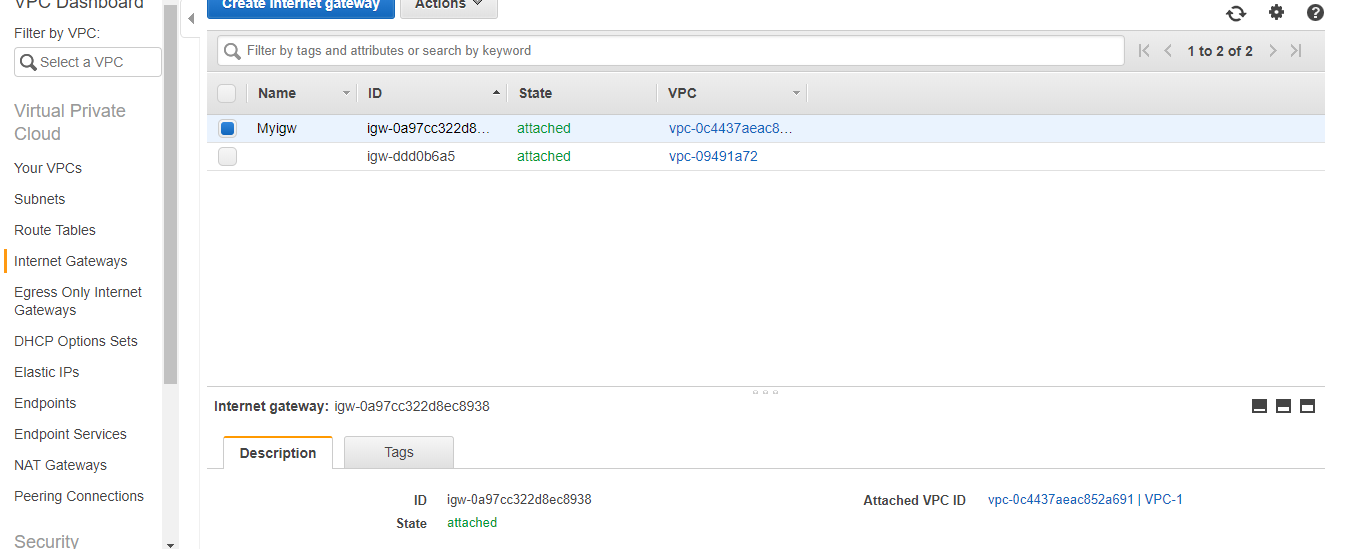 VPC Dashboard
Filter by VPC:
Select a VPC
Virtual Private
Cloud
Your VPCs
Subnets
Route Tables
Internet Gateways
Egress Only Internet
Gateways
DHCP Options Sets
Elastic IPs
Endpoints
Endpoint Services
NAT Gateways
Peering Connections
Security
Create internet gateway Actions
Filter by tags and attributes or search by keyword 1 to 2 of 2
Name ID State VPC
Myigw igw-0a97cc322d8... attached vpc-0c4437aeac8...
igw-ddd0b6a5 attached vpc-09491a72
Internet gateway: igw-0a97cc322d8ec8938
Description Tags
ID igw-0a97cc322d8ec8938 Attached VPC ID vpc-0c4437aeac852a691 | VPC-1
State attached